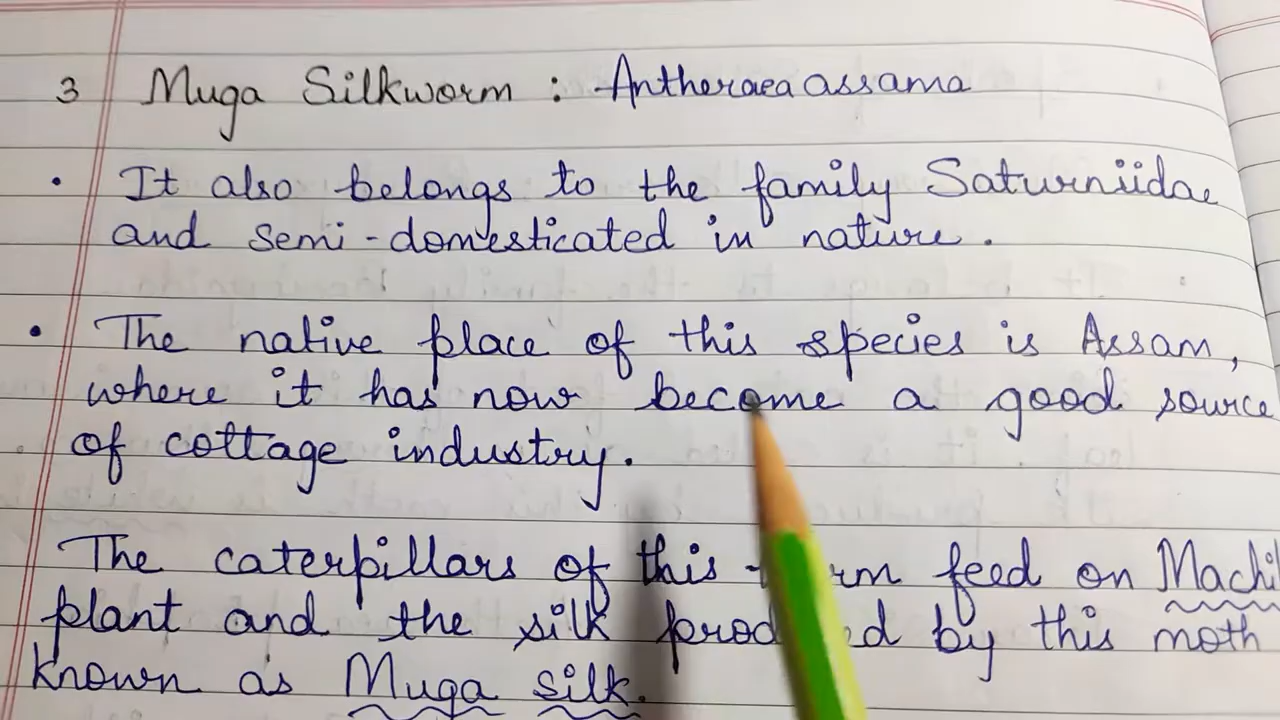 3 Muga Silkworm : Antheraea assama
• It also belongs to the family Saturniidae
and semi-domesticated in nature.
• The native place of this species is Assam,
where it has now become a good source
of cottage industry.
The caterpillars of this feed on Machil
plant and the silk by this moth
known as Muga silk.